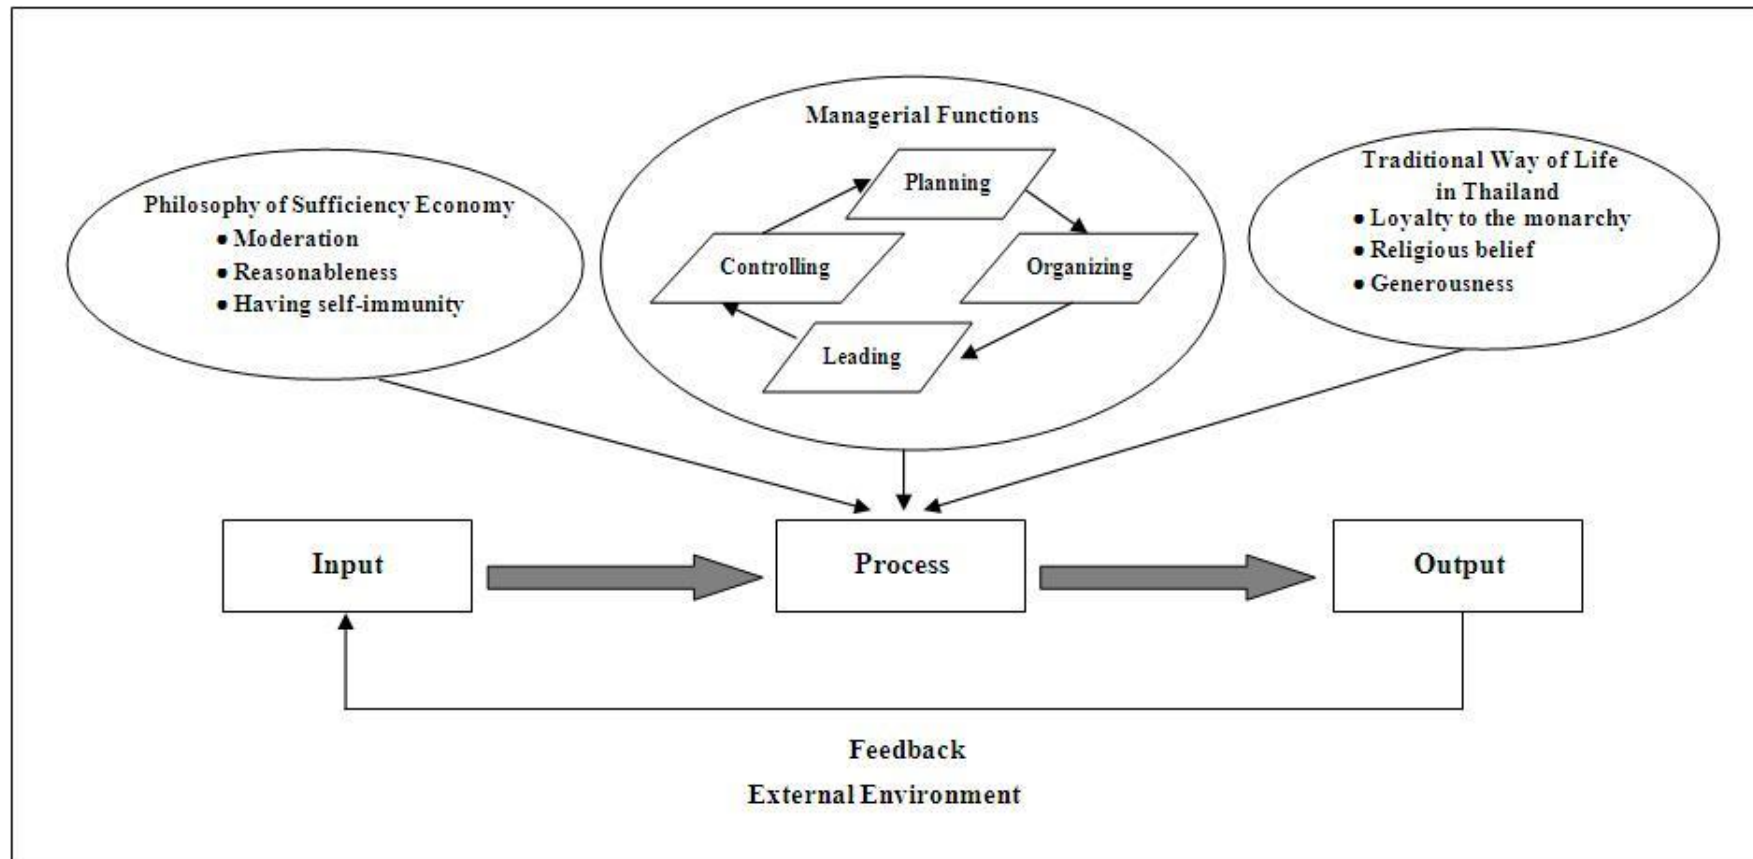 Philosophy of Sufficiency Economy
● Moderation
● Reasonableness
● Having self-immunity
Managerial Functions
Planning
Controlling
Organizing
Leading
Traditional Way of Life
in Thailand
● Loyalty to the monarchy
● Religious belief
● Generousness
Input
Process
Output
Feedback
External Environment